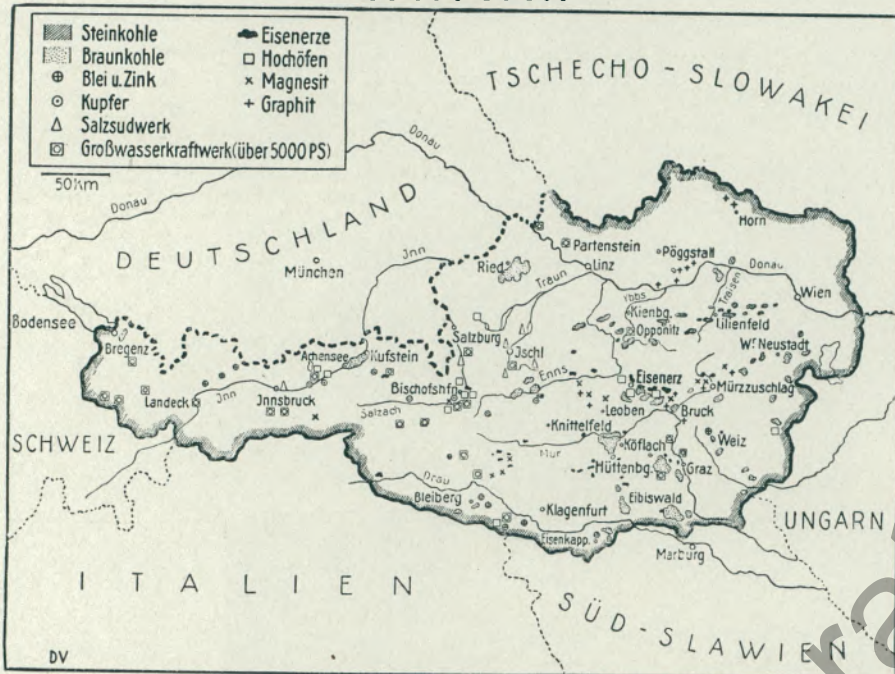 Steinkohle
Braunkohle
Blei u. Zink
Kupfer
Salzsudwerk
Großwasserkraftwerk (über 5000 PS)
Eisenerze
Hochöfen
Magnesit
Graphit
50km
TSCHECHO-SLOWAKEI
Donau
Donau
DEUTSCHLAND
München
Jnn
Horn
Partenstein
Pöggstall
Ried
Linz
Donau
Traun
Ybbs
Traisen
Wien
Kienbg.
Opponitz
Lilienfeld
Bodensee
Bregenz
Achensee
Kufstein
Salzburg
Jschl
Wr. Neustadt
Enns
Eisenerz
Mürzzuschlag
Landeck
Jnn
Jnnsbruck
Bischofshfn.
Salzach
Leoben
Bruck
Knittelfeld
Weiz
SCHWEIZ
Mur
Köflach
Hüttenbg.
Graz
Drau
Bleiberg
Klagenfurt
Eibiswald
Eisenkapp.
Marburg
UNGARN
ITALIEN
SÜD-SLAWIEN
DV